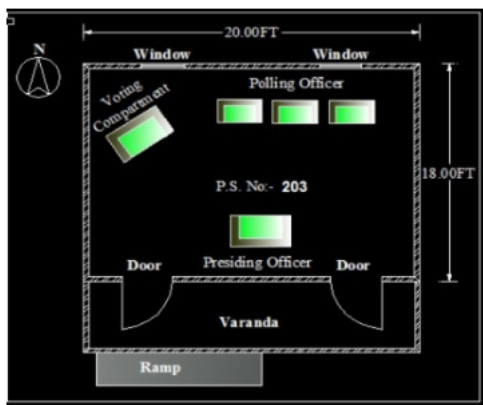 20.00FT
N
Window
Window
Voting
Compartment
Polling Officer
18.00FT
P.S. No:- 203
Door
Presiding Officer
Door
Varanda
Ramp